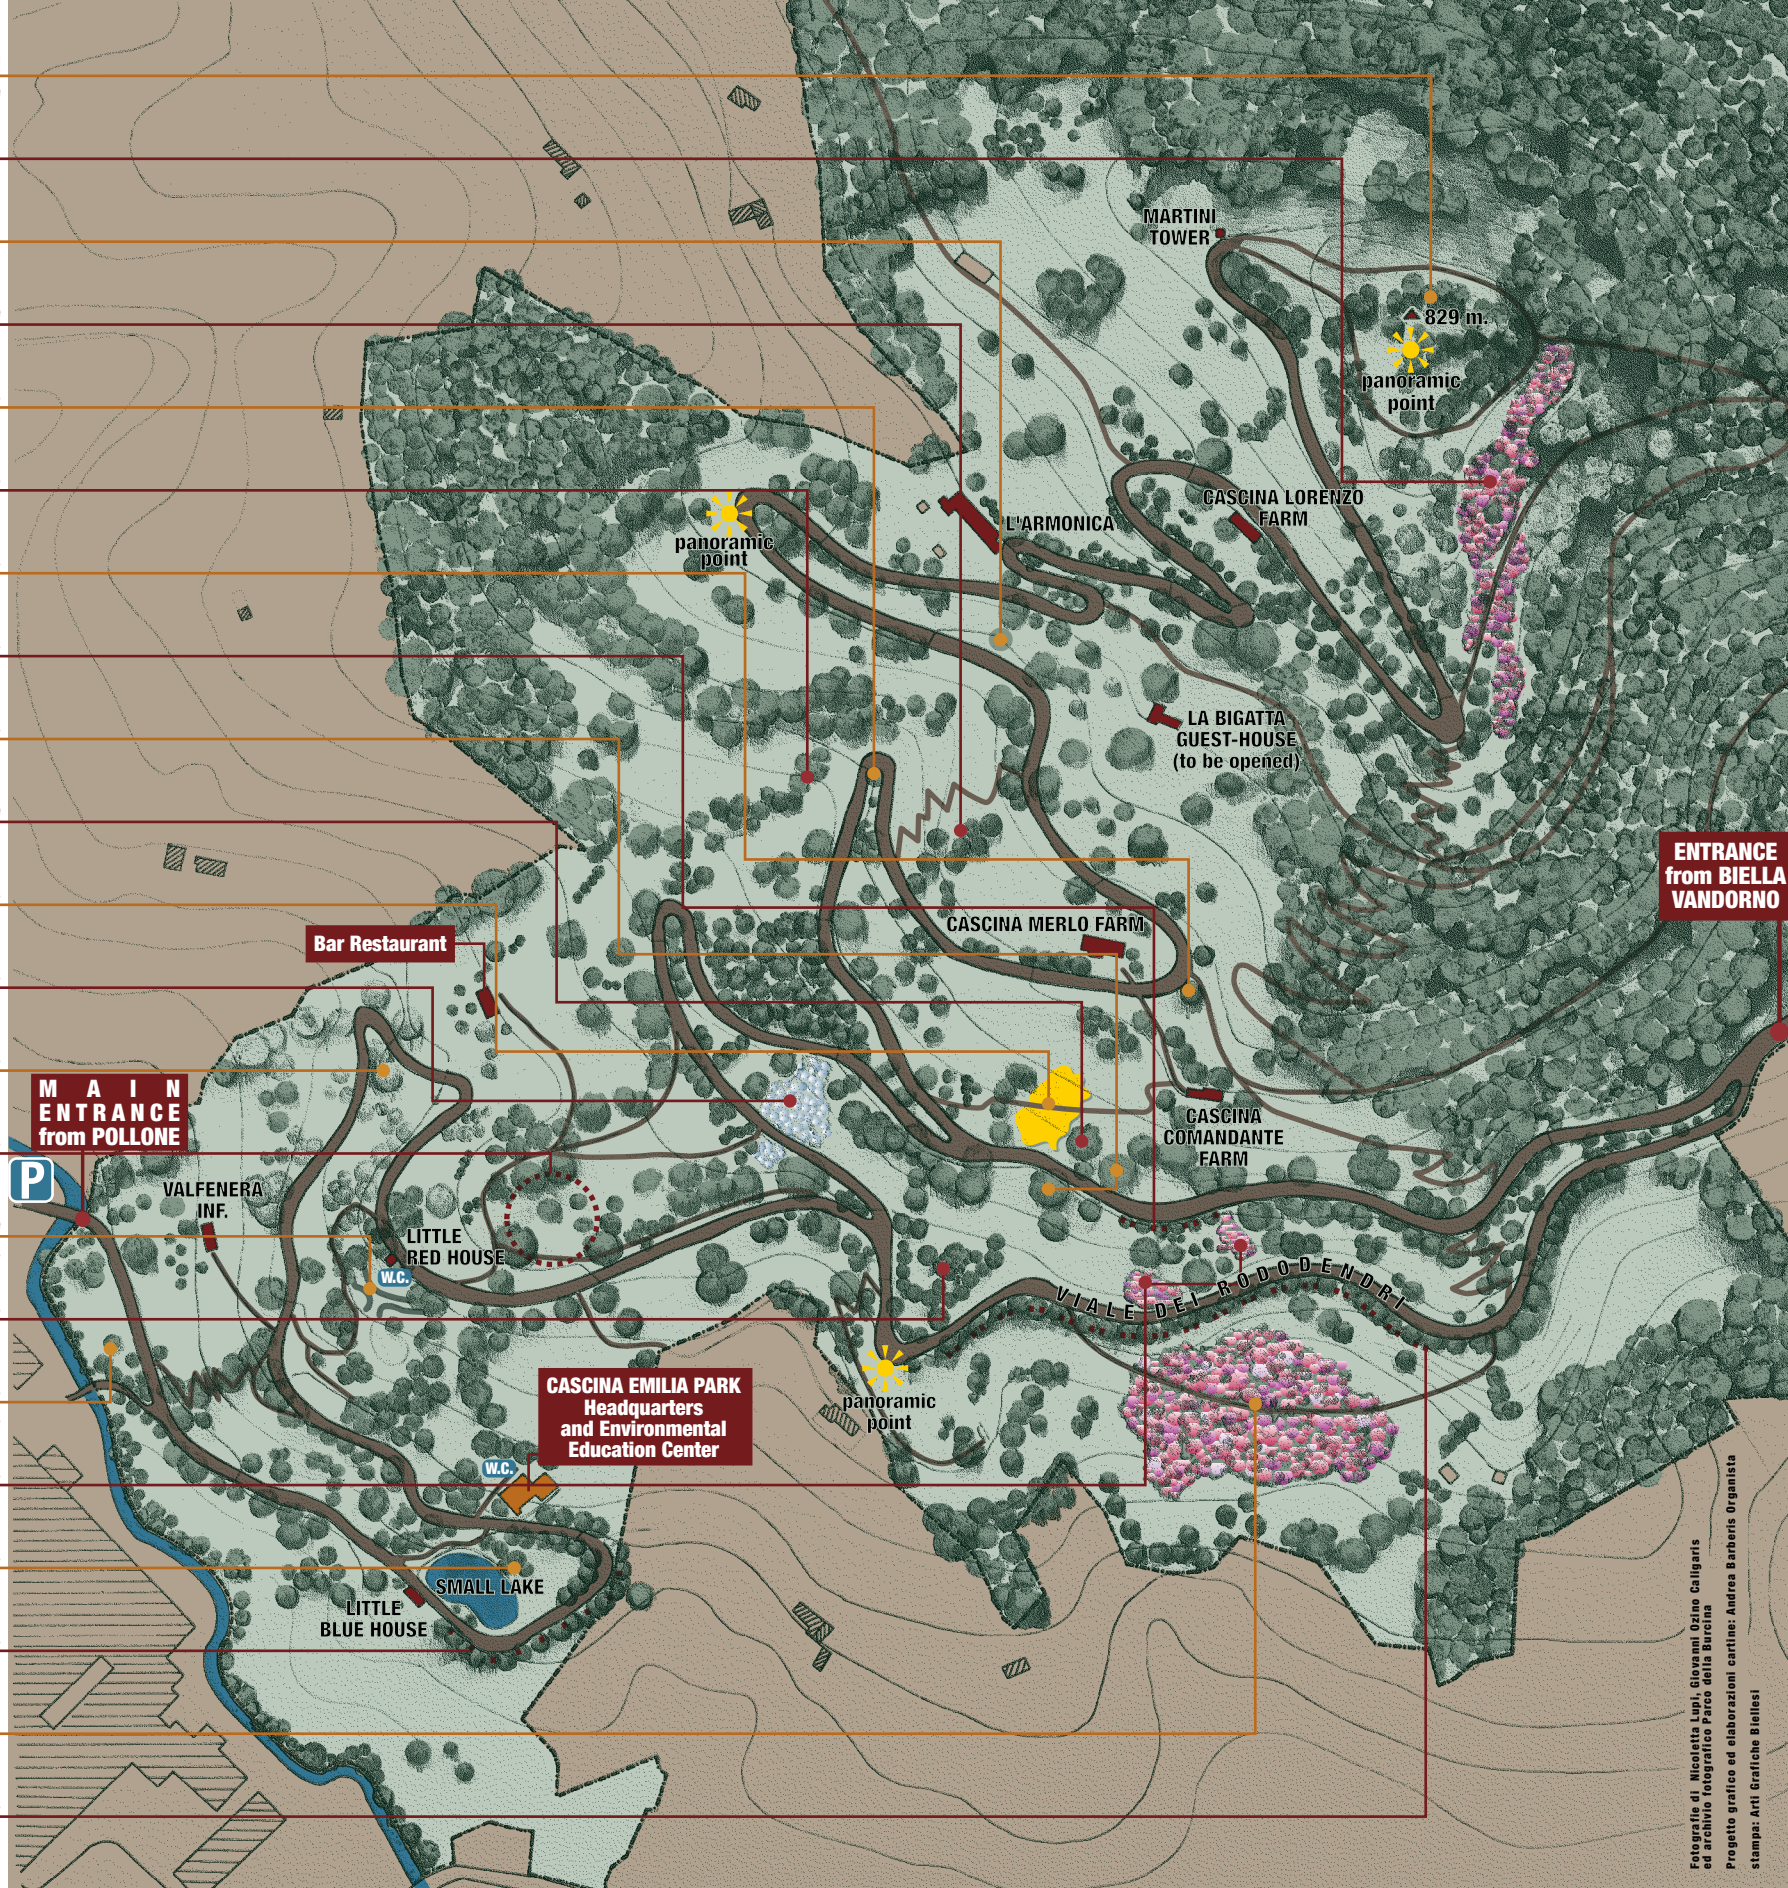 MARTINI
TOWER
829 m.
panoramic
point
CASCINA LORENZO
FARM
L'ARMONICA
panoramic
point
LA BIGATTA
GUEST-HOUSE
(to be opened)
ENTRANCE
from BIELLA
VANDORNO
CASCINA MERLO FARM
Bar Restaurant
MAIN
ENTRANCE
from POLLONE
P
CASCINA
COMANDANTE
FARM
VALFENERA
INF.
LITTLE
RED HOUSE
W.C.
VIALE DEI RODODENDRI
CASCINA EMILIA PARK
Headquarters
and Environmental
Education Center
panoramic
point
W.C.
SMALL LAKE
LITTLE
BLUE HOUSE
Fotografie di Nicoletta Lupi, Giovanni Ozino Caligaris
ed archivio fotografico Parco della Burcina
Progetto grafico ed elaborazioni cartine: Andrea Barberis Organista
stampa: Arti Grafiche Biellesi